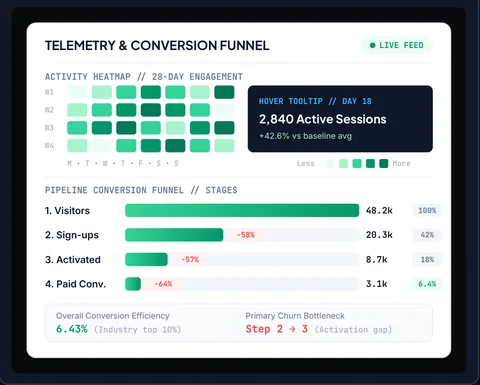 TELEMETRY & CONVERSION FUNNEL
LIVE FEED
ACTIVITY HEATMAP // 28-DAY ENGAGEMENT
W1
W2
W3
W4
M • T • W • T • F • S • S
HOVER TOOLTIP // DAY 18
2,840 Active Sessions
+42.6% vs baseline avg
Less
More
PIPELINE CONVERSION FUNNEL // STAGES
1. Visitors 48.2k 100%
2. Sign-ups -58% 20.3k 42%
3. Activated -57% 8.7k 18%
4. Paid Conv. -64% 3.1k 6.4%
Overall Conversion Efficiency
6.43% (Industry top 10%)
Primary Churn Bottleneck
Step 2 → 3 (Activation gap)